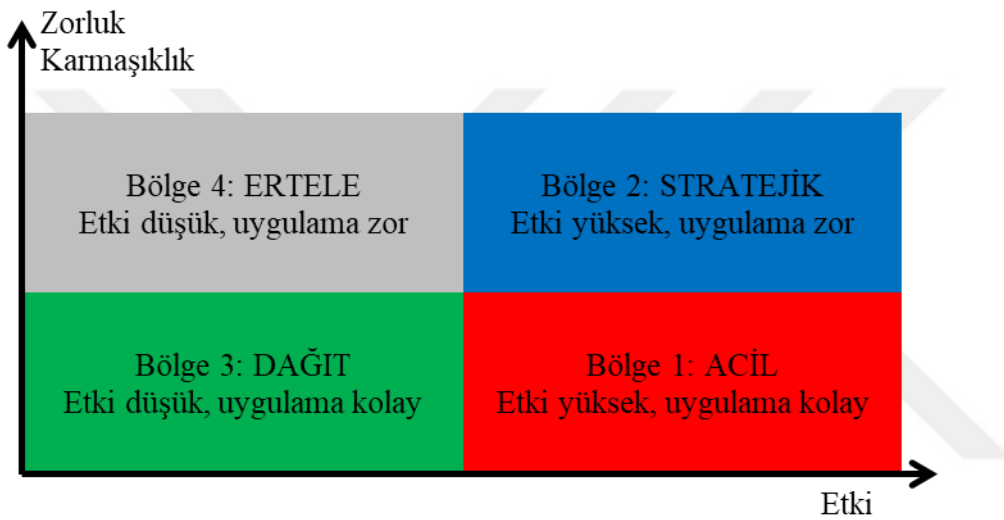 Zorluk
Karmaşıklık
Bölge 4: ERTELE
Etki düşük, uygulama zor
Bölge 2: STRATEJİK
Etki yüksek, uygulama zor
Bölge 3: DAĞIT
Etki düşük, uygulama kolay
Bölge 1: ACİL
Etki yüksek, uygulama kolay
Etki